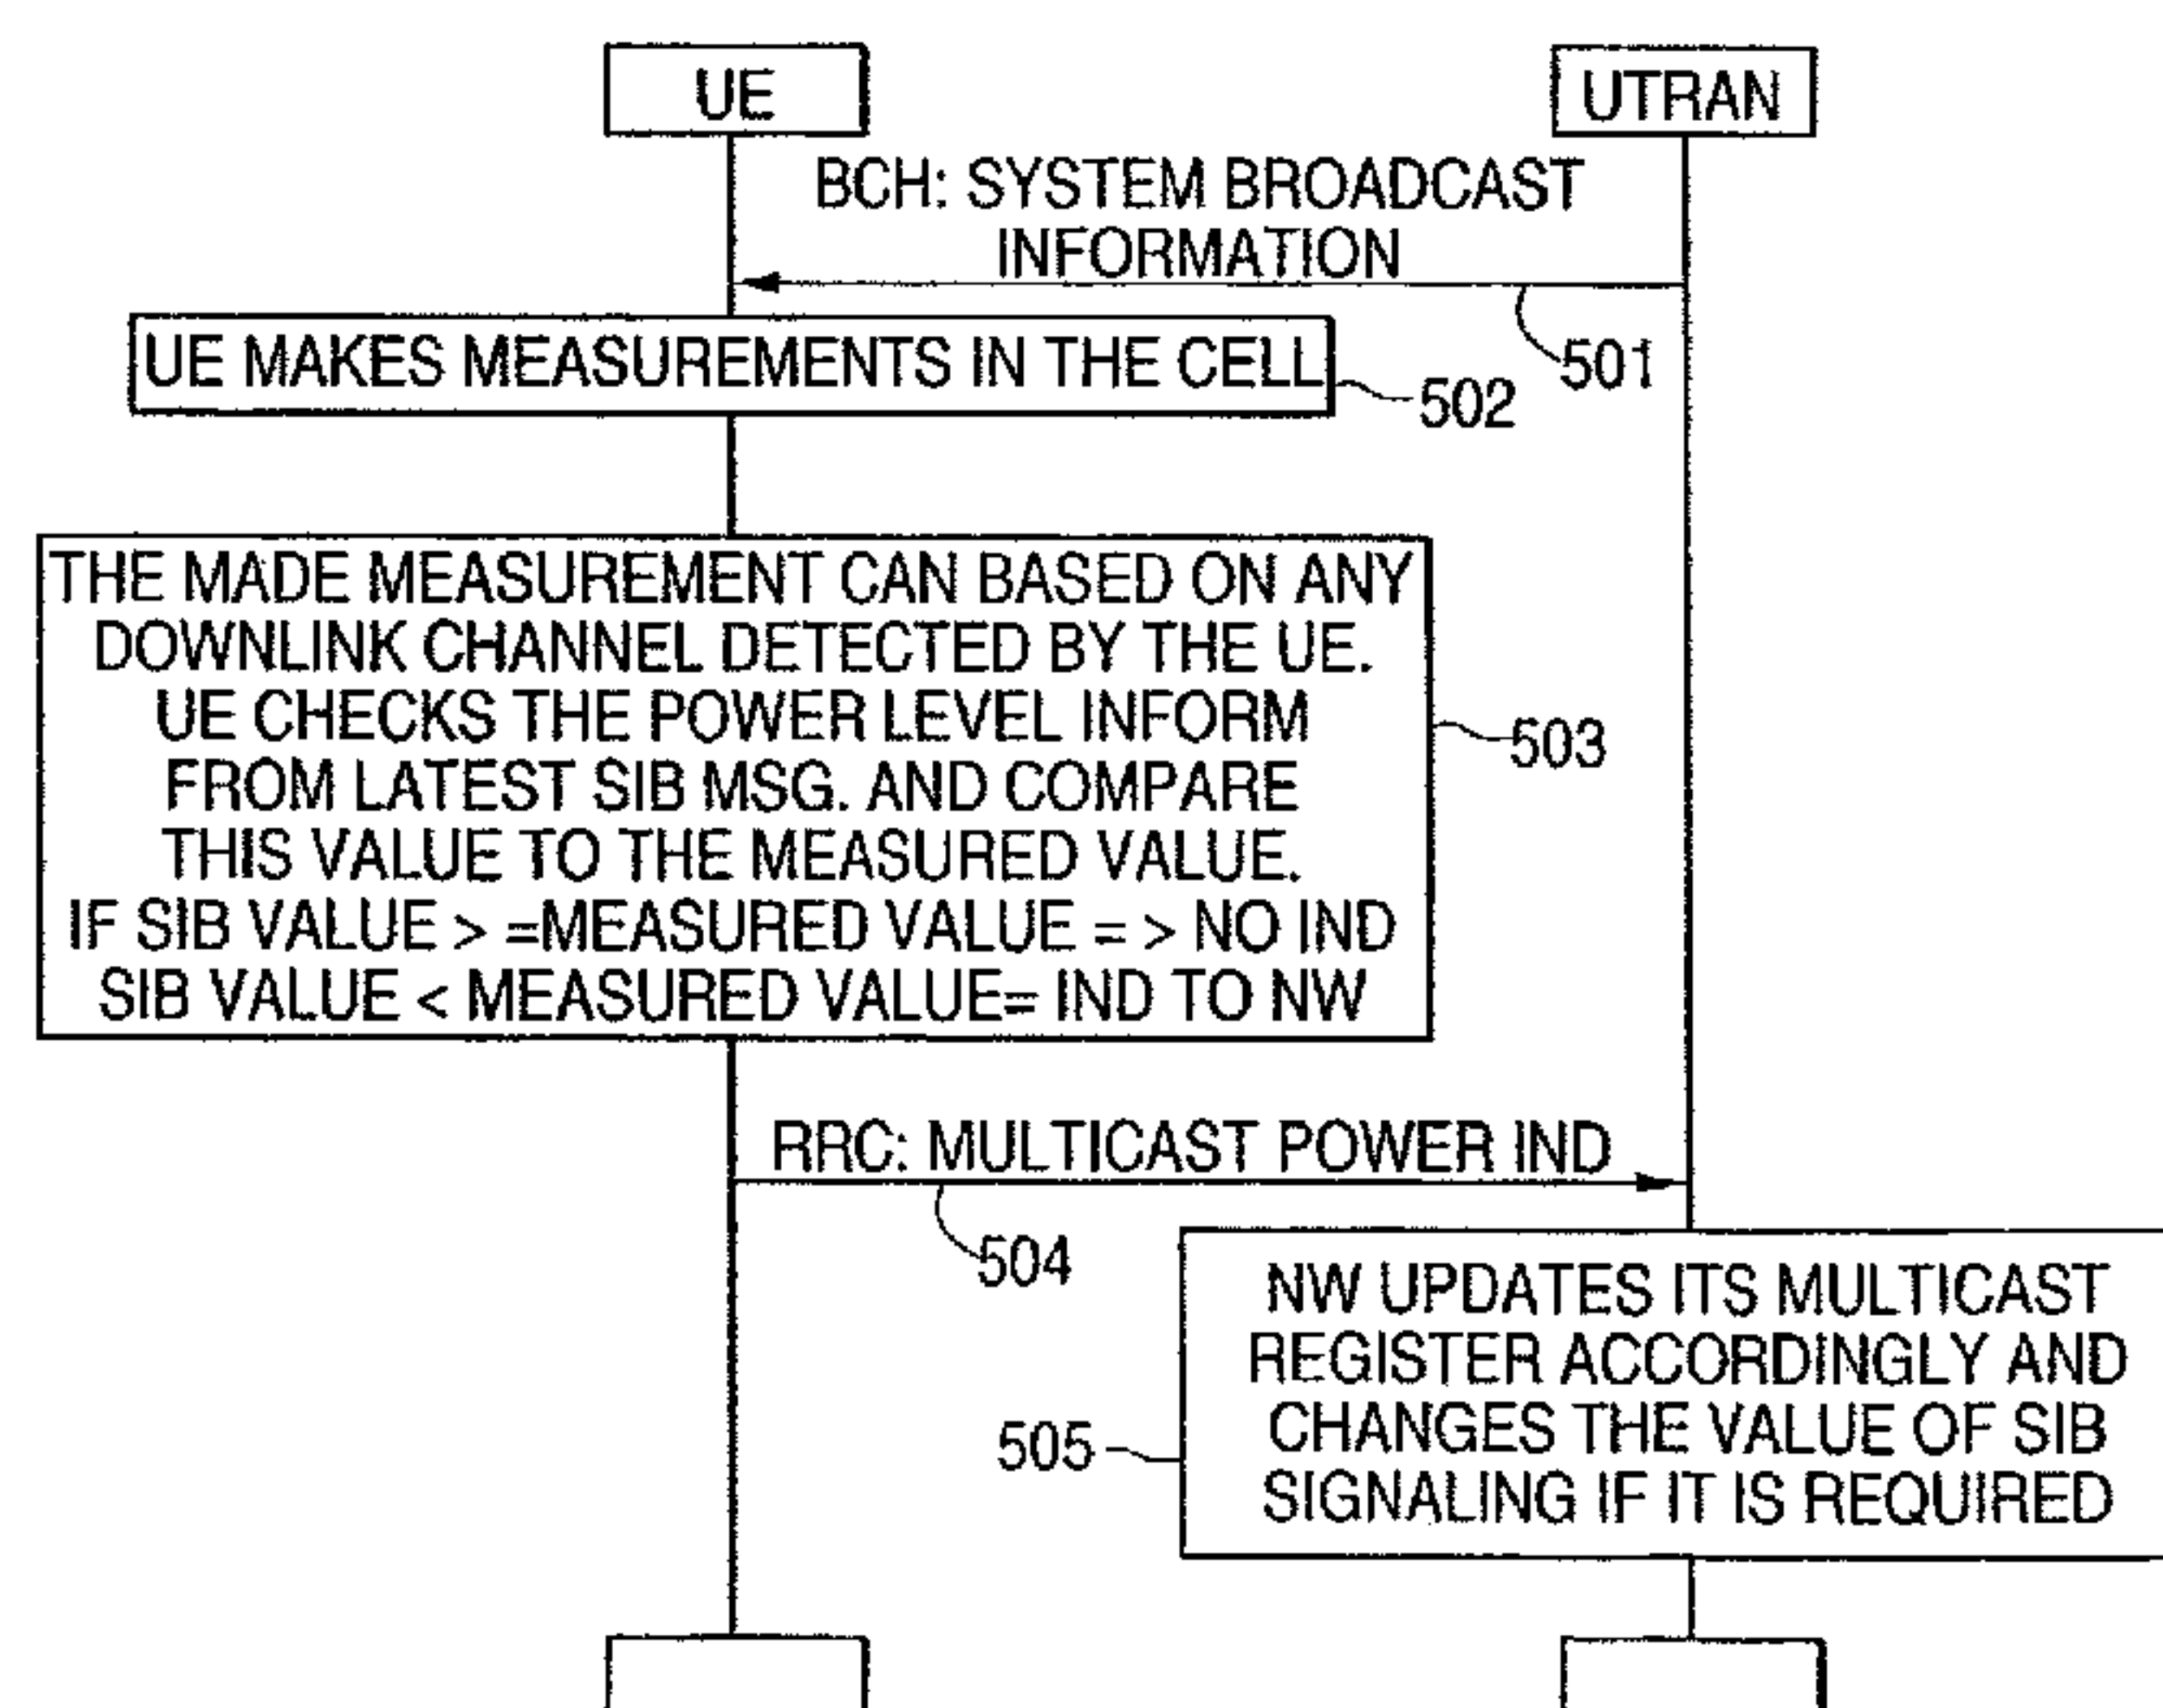 UE
UTRAN
BCH: SYSTEM BROADCAST
INFORMATION
501
UE MAKES MEASUREMENTS IN THE CELL
502
THE MADE MEASUREMENT CAN BASED ON ANY
DOWNLINK CHANNEL DETECTED BY THE UE.
UE CHECKS THE POWER LEVEL INFORM
FROM LATEST SIB MSG. AND COMPARE
THIS VALUE TO THE MEASURED VALUE.
IF SIB VALUE > =MEASURED VALUE = > NO IND
SIB VALUE < MEASURED VALUE= IND TO NW
503
RRC: MULTICAST POWER IND
504
NW UPDATES ITS MULTICAST
REGISTER ACCORDINGLY AND
CHANGES THE VALUE OF SIB
SIGNALING IF IT IS REQUIRED
505